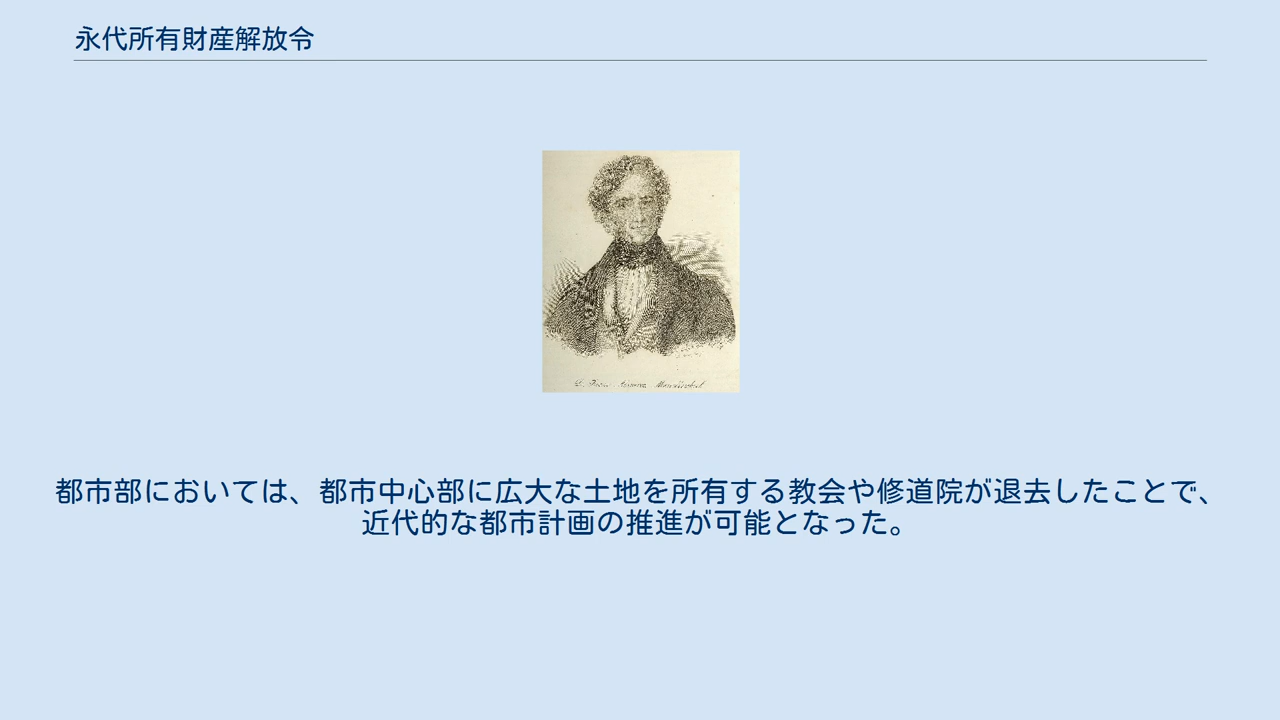 永代所有財産解放令
都市部においては、都市中心部に広大な土地を所有する教会や修道院が退去したことで、
近代的な都市計画の推進が可能となった。